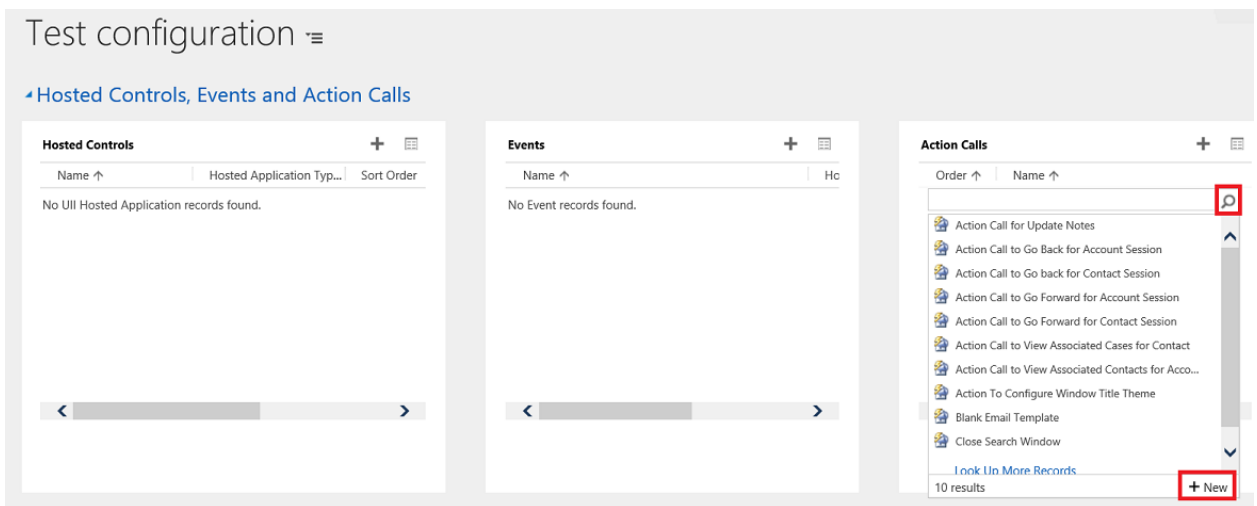 Test configuration
Hosted Controls, Events and Action Calls
Hosted Controls
Name Hosted Application Typ... Sort Order
No UII Hosted Application records found.
Events
Name Ho
No Event records found.
Action Calls
Order Name
Action Call for Update Notes
Action Call to Go Back for Account Session
Action Call to Go back for Contact Session
Action Call to Go Forward for Account Session
Action Call to Go Forward for Contact Session
Action Call to View Associated Cases for Contact
Action Call to View Associated Contacts for Acco...
Action To Configure Window Title Theme
Blank Email Template
Close Search Window
Look Up More Records
10 results + New